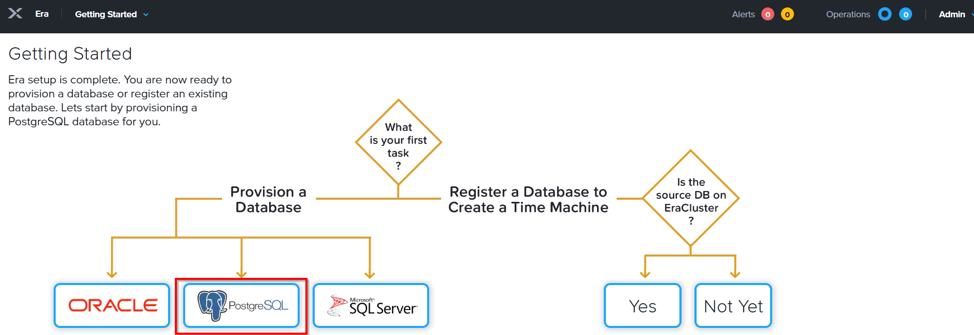 Era
Getting Started
Alerts 0 0
Operations 0
Admin
Getting Started
Era setup is complete. You are now ready to
provision a database or register an existing
database. Lets start by provisioning a
PostgreSQL database for you.
What
is your first
task
?
Provision a
Database
Register a Database to
Create a Time Machine
Is the
source DB on
EraCluster
?
ORACLE
PostgreSQL
Microsoft
SQL Server
Yes
Not Yet